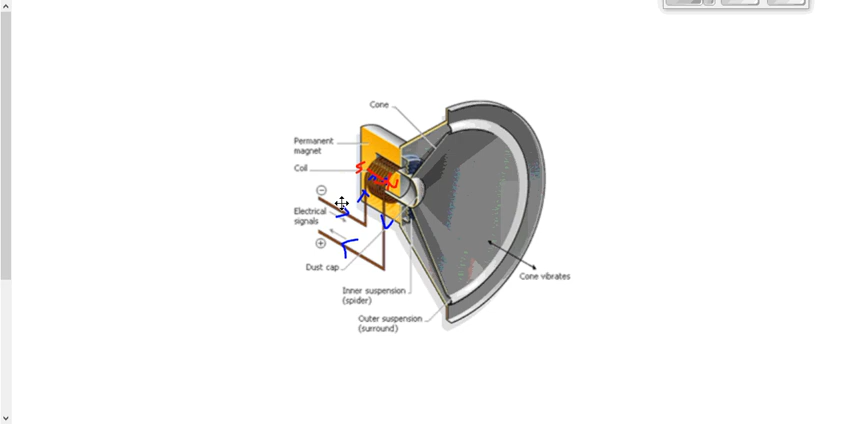 Cone
Permanent
magnet
Coil
−
Electrical
signals
+
Dust cap
Inner suspension
(spider)
Outer suspension
(surround)
Cone vibrates
S
N